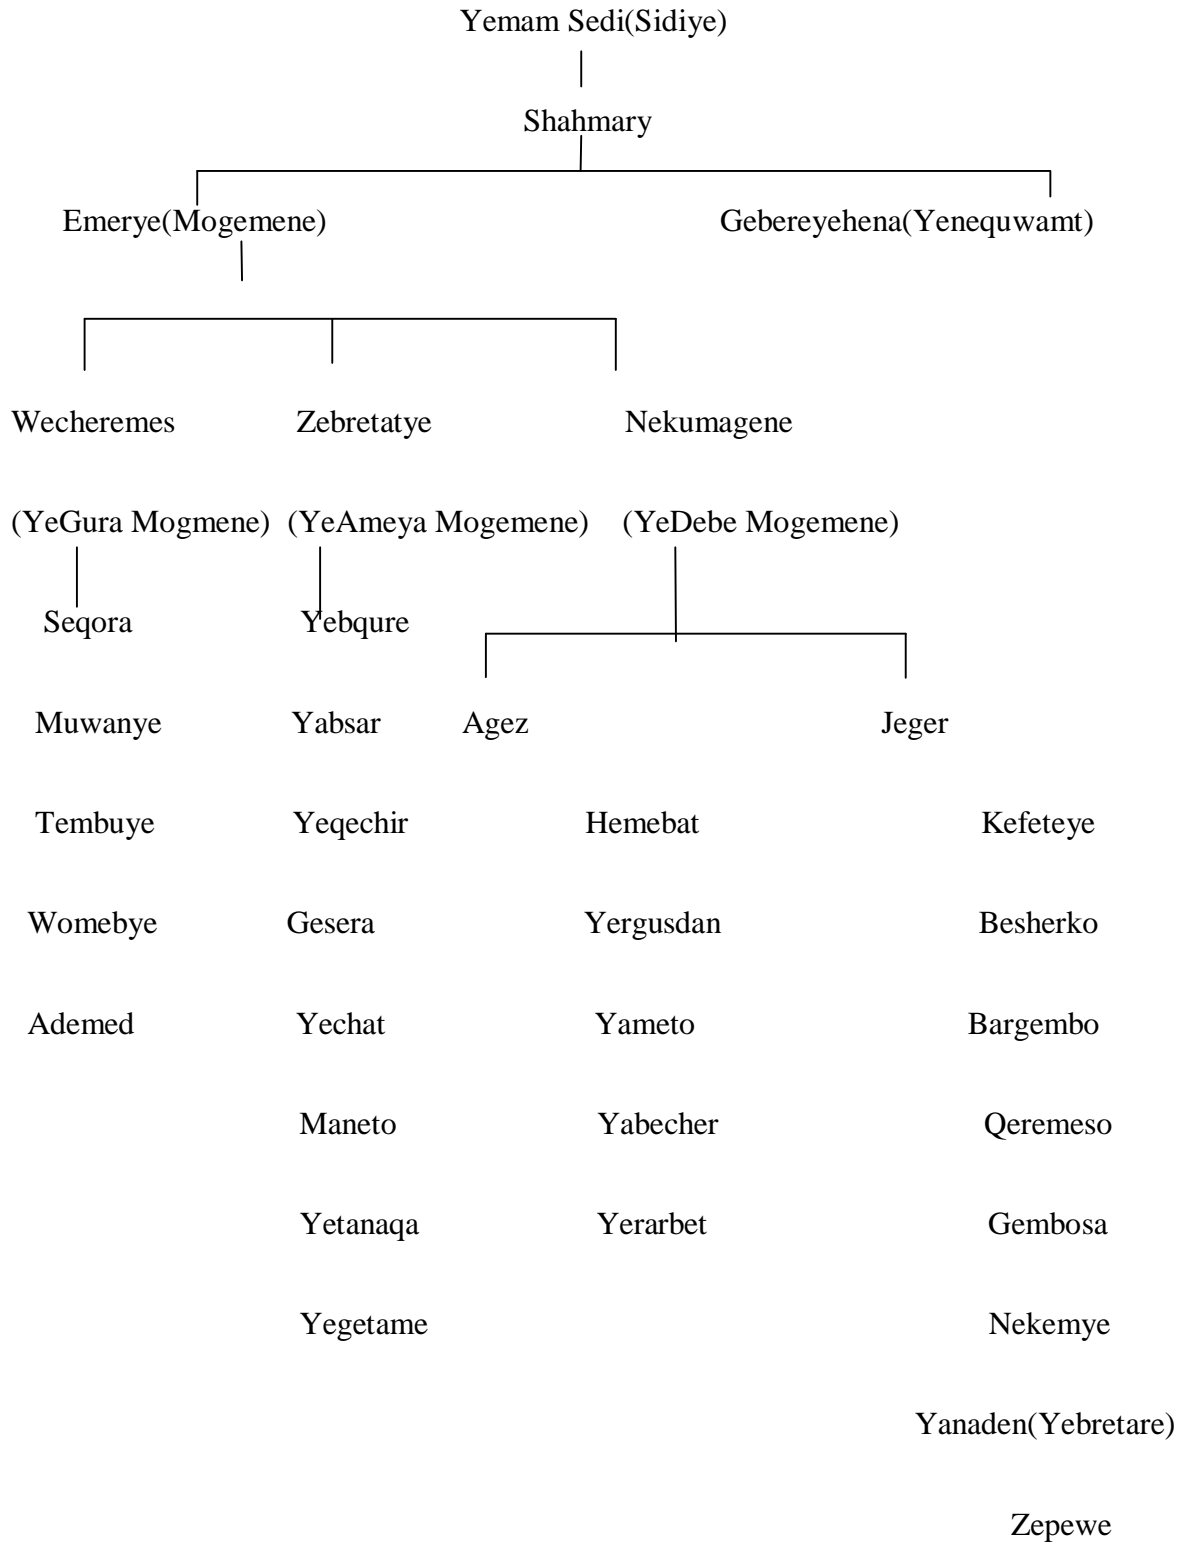 Yemam Sedi(Sidiye)
Shahmary
Emerye(Mogemene) Gebereyehena(Yenequwamt)
Wecheremes Zebretatye Nekumagene
(YeGura Mogmene) (YeAmeya Mogemene) (YeDebe Mogemene)
Seqora Yebqure
Muwanye Yabsar Agez Jeger
Tembuye Yeqechir Hemebat Kefeteye
Womebye Gesera Yergusdan Besherko
Ademed Yechat Yameto Bargembo
Maneto Yabecher Qeremeso
Yetanaqa Yerarbet Gembosa
Yegetame Nekemye
Yanaden(Yebretare)
Zepewe